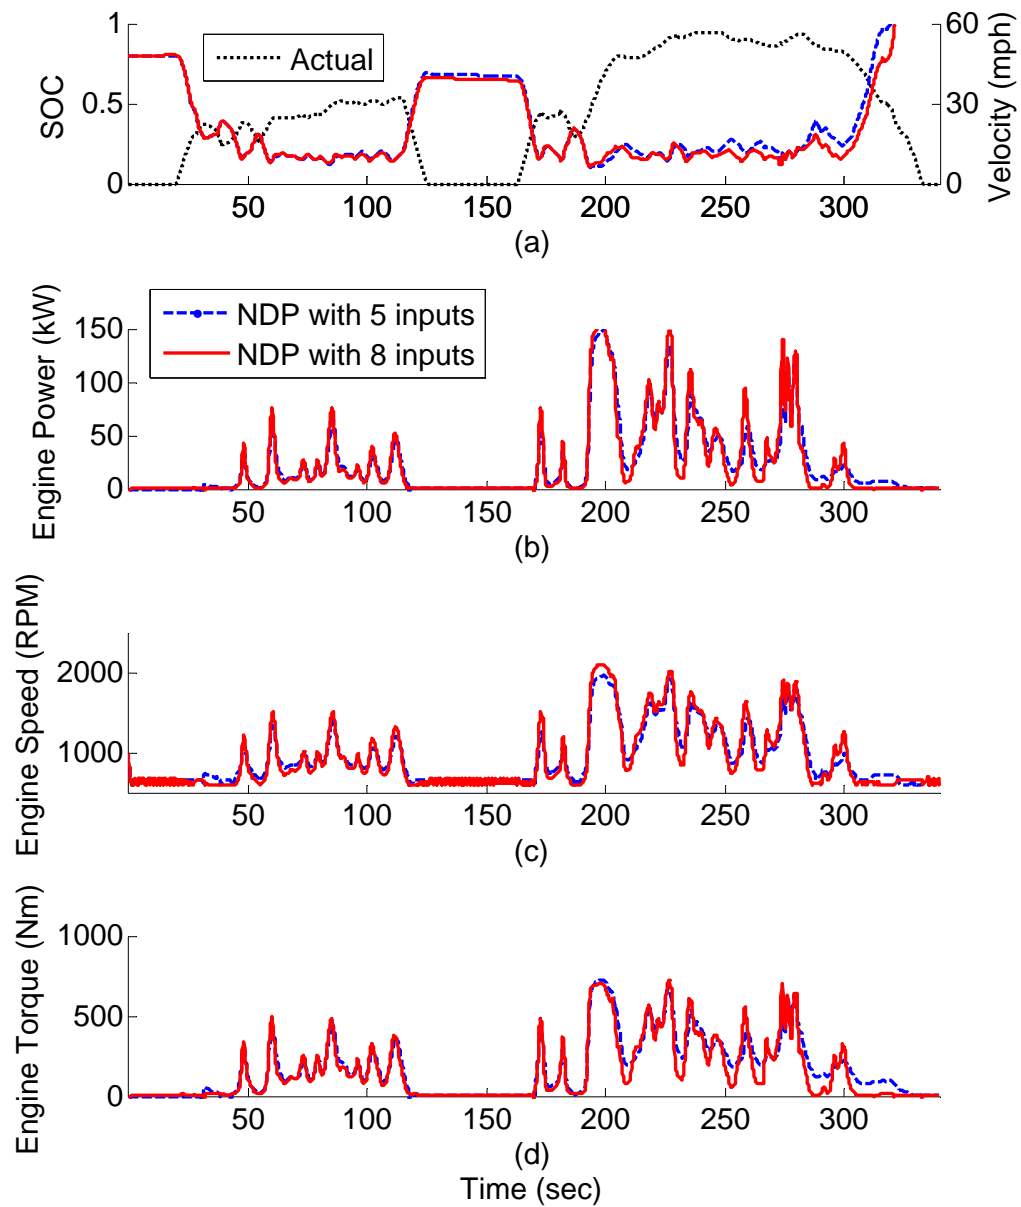 1
0.5
0
SOC
Actual
60
30
0
Velocity (mph)
50 100 150 200 250 300
(a)
NDP with 5 inputs
NDP with 8 inputs
150
100
50
0
Engine Power (kW)
50 100 150 200 250 300
(b)
2000
1000
Engine Speed (RPM)
50 100 150 200 250 300
(c)
1000
500
0
Engine Torque (Nm)
50 100 150 200 250 300
(d)
Time (sec)